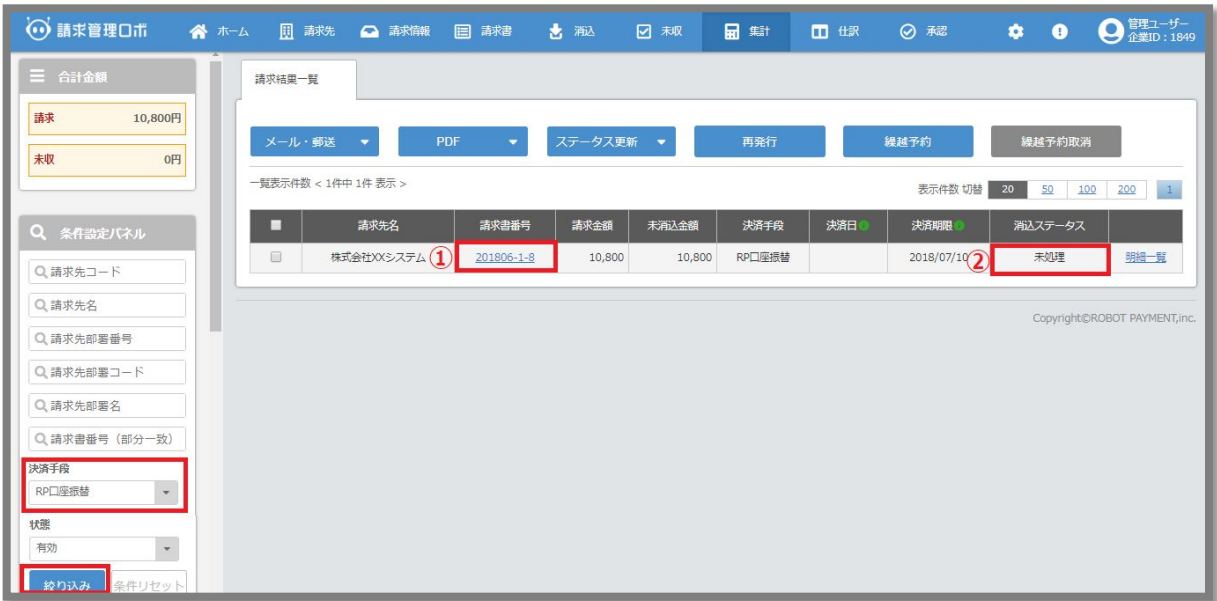 請求管理ロボ ホーム 請求先 請求情報 請求書 消込 未収 集計 仕訳 承認 管理ユーザー
企業ID:1849
合計金額
請求 10,800円
未収 0円
条件設定パネル
請求先コード
請求先名
請求先部署番号
請求先部署コード
請求先部署名
請求書番号(部分一致)
決済手段
RP口座振替
状態
有効
絞り込み 条件リセット
請求結果一覧
メール・郵送 PDF ステータス更新 再発行 繰越予約 繰越予約取消
一覧表示件数 < 1件中 1件 表示 >
表示件数 切替 20 50 100 200 1
請求先名 請求書番号 請求金額 未消込金額 決済手段 決済日 決済期限 消込ステータス
株式会社XXシステム ① 201806-1-8 10,800 10,800 RP口座振替 2018/07/10 ② 未処理 明細一覧
Copyright©ROBOT PAYMENT,inc.